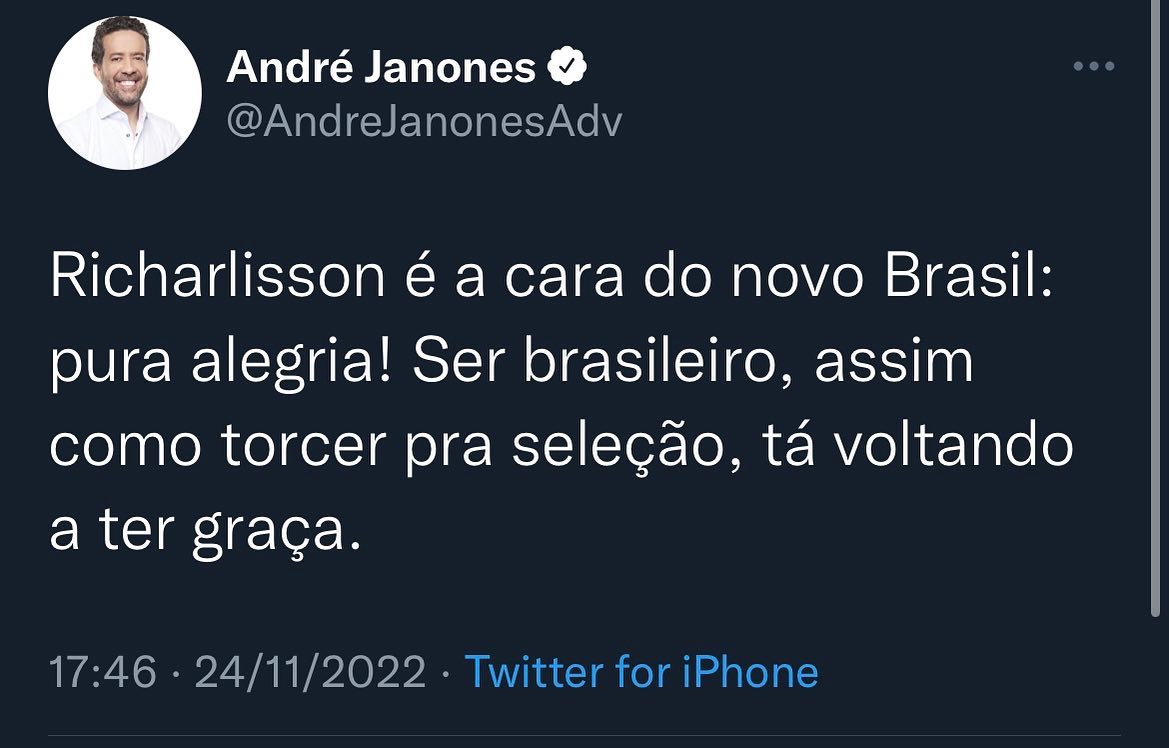 André Janones
@AndreJanonesAdv
Richarlisson é a cara do novo Brasil:
pura alegria! Ser brasileiro, assim
como torcer pra seleção, tá voltando
a ter graça.
17:46 · 24/11/2022 · Twitter for iPhone